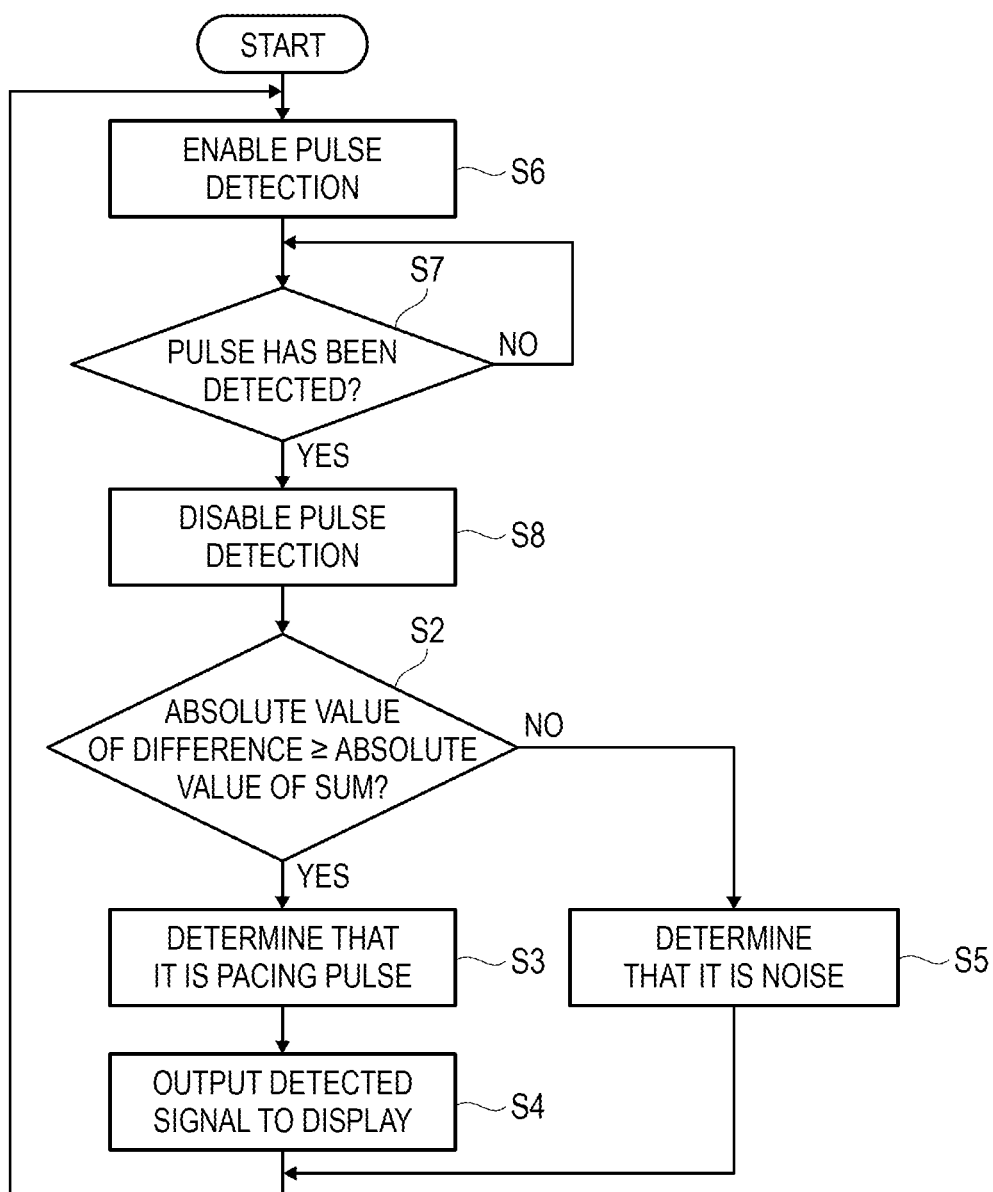 START
ENABLE PULSE
DETECTION
S6
S7
PULSE HAS BEEN
DETECTED?
NO
YES
DISABLE PULSE
DETECTION
S8
S2
ABSOLUTE VALUE
OF DIFFERENCE ≥ ABSOLUTE
VALUE OF SUM?
NO
YES
DETERMINE THAT
IT IS PACING PULSE
S3
DETERMINE
THAT IT IS NOISE
S5
OUTPUT DETECTED
SIGNAL TO DISPLAY
S4